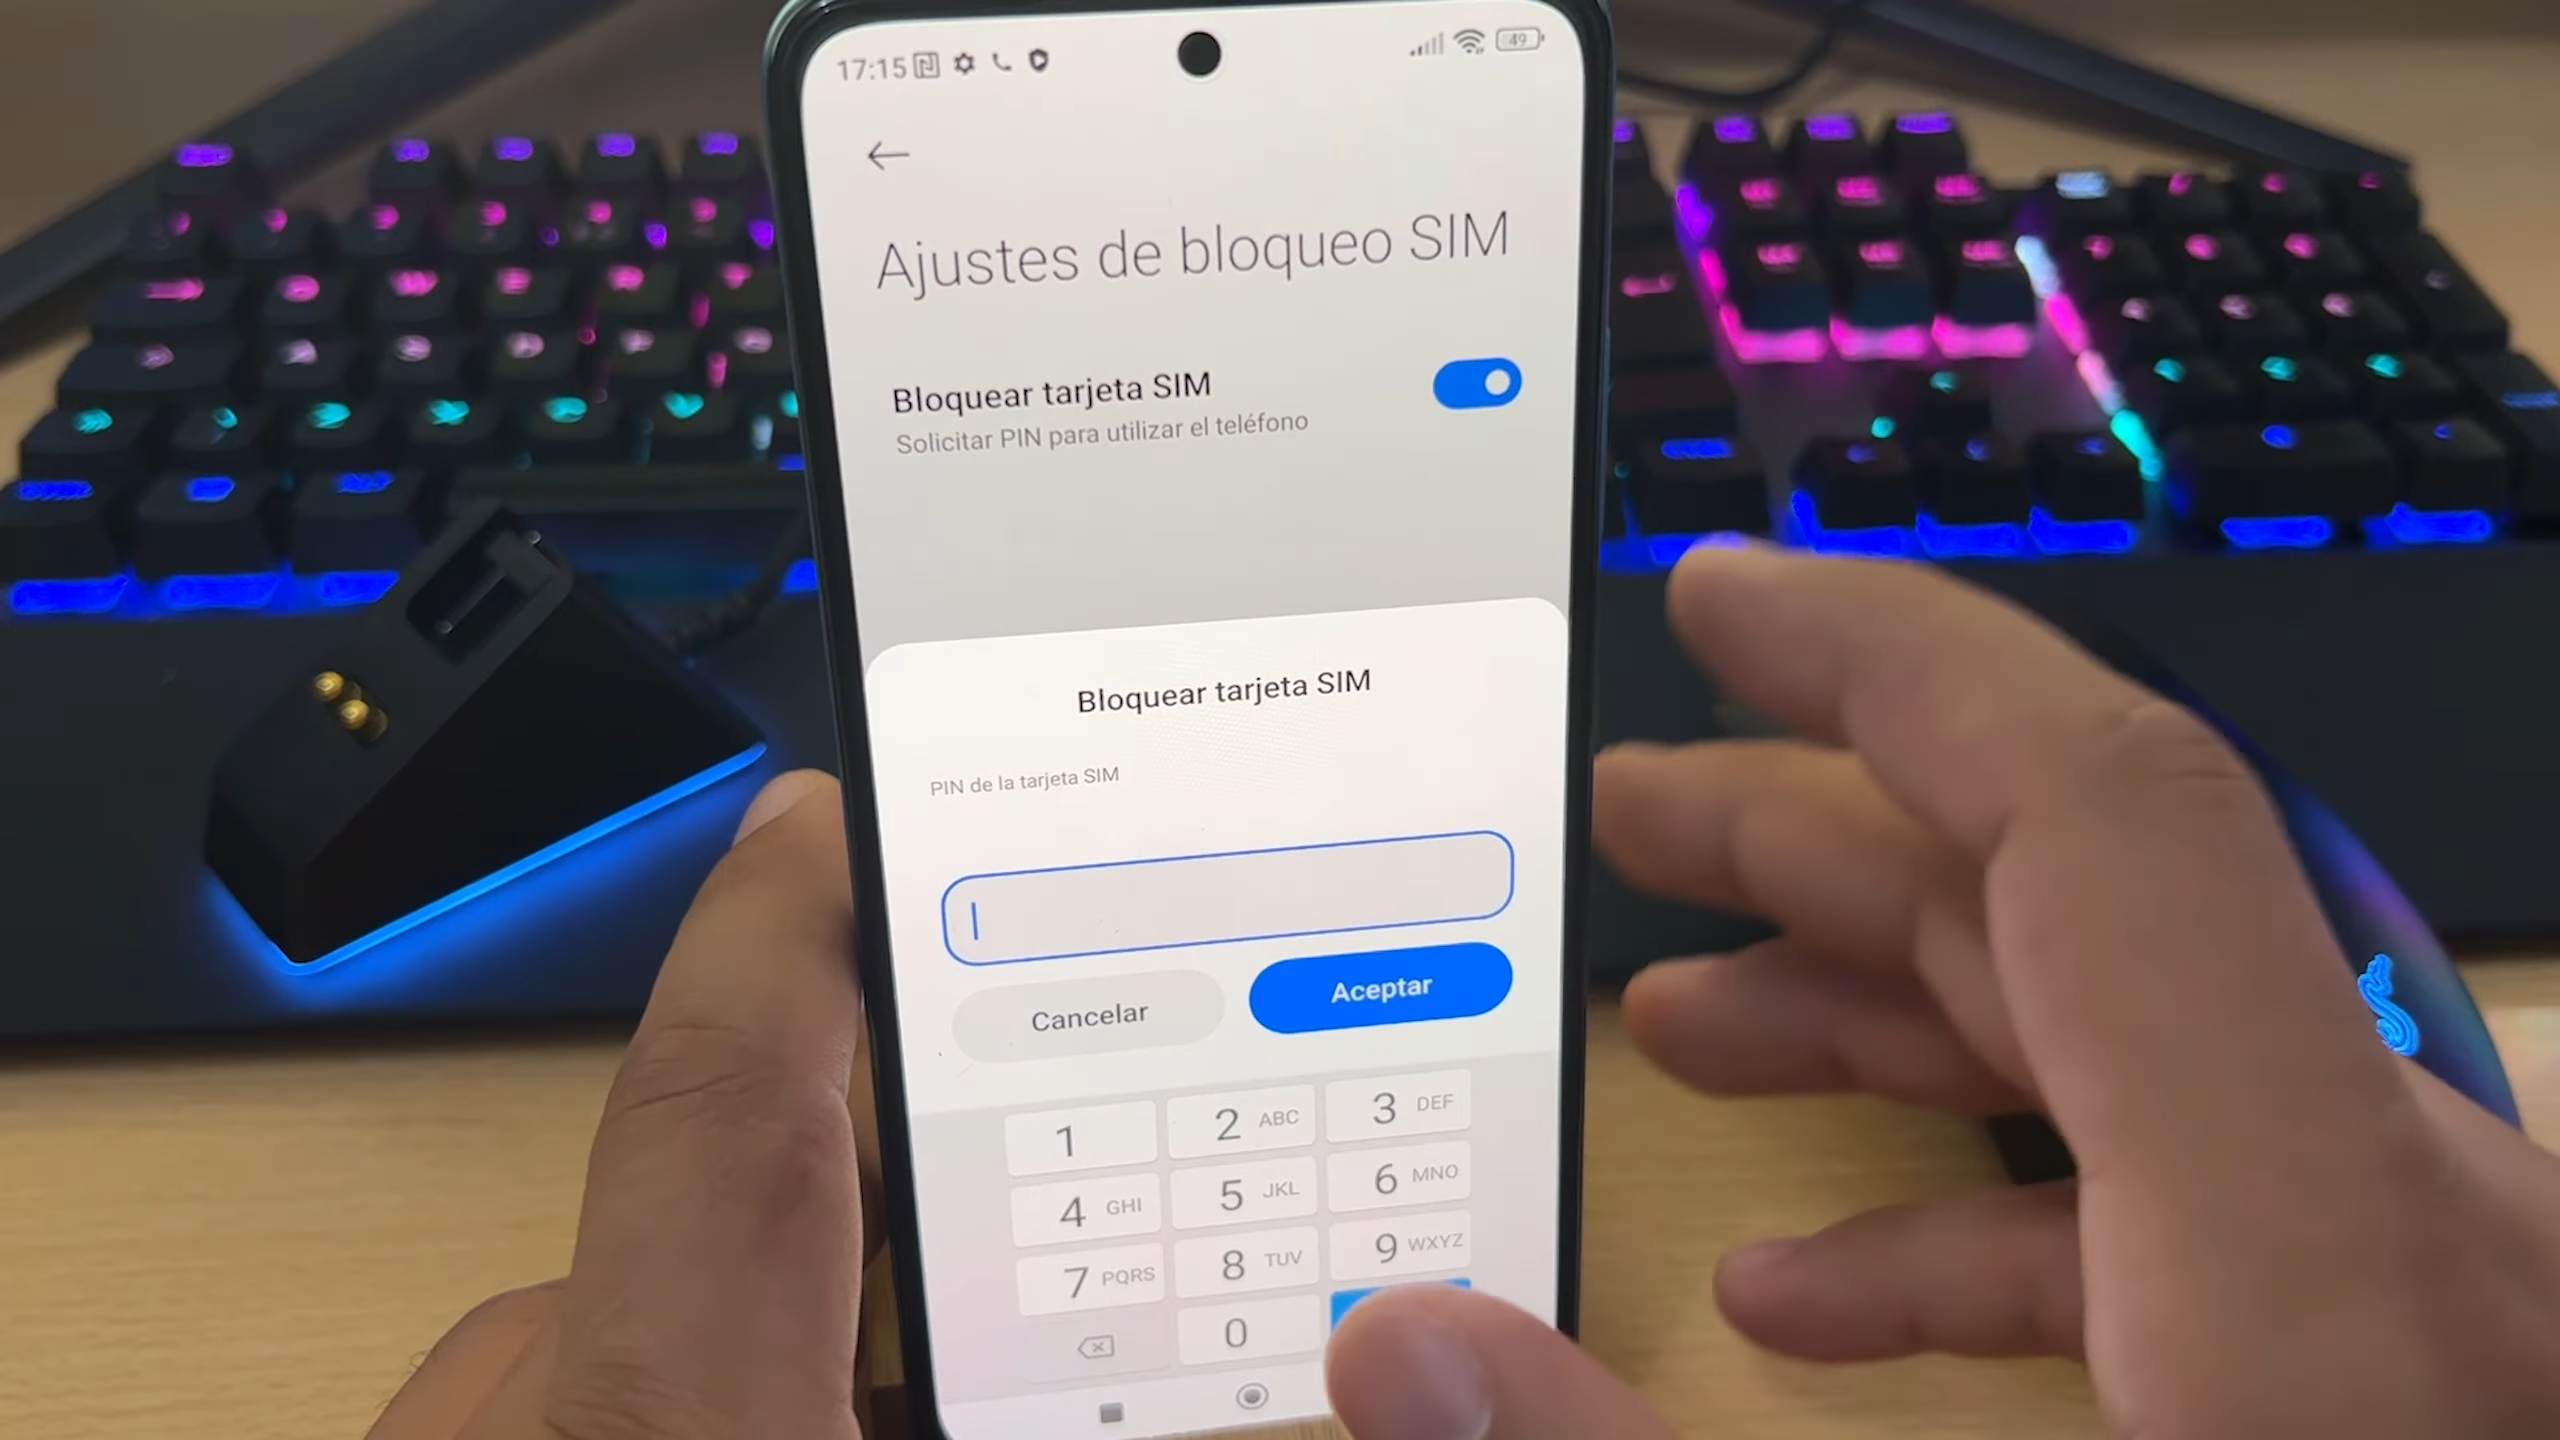 17:15
49
Ajustes de bloqueo SIM
Bloquear tarjeta SIM
Solicitar PIN para utilizar el teléfono
Bloquear tarjeta SIM
PIN de la tarjeta SIM
Cancelar Aceptar
1 2 ABC 3 DEF
4 GHI 5 JKL 6 MNO
7 PQRS 8 TUV 9 WXYZ
0